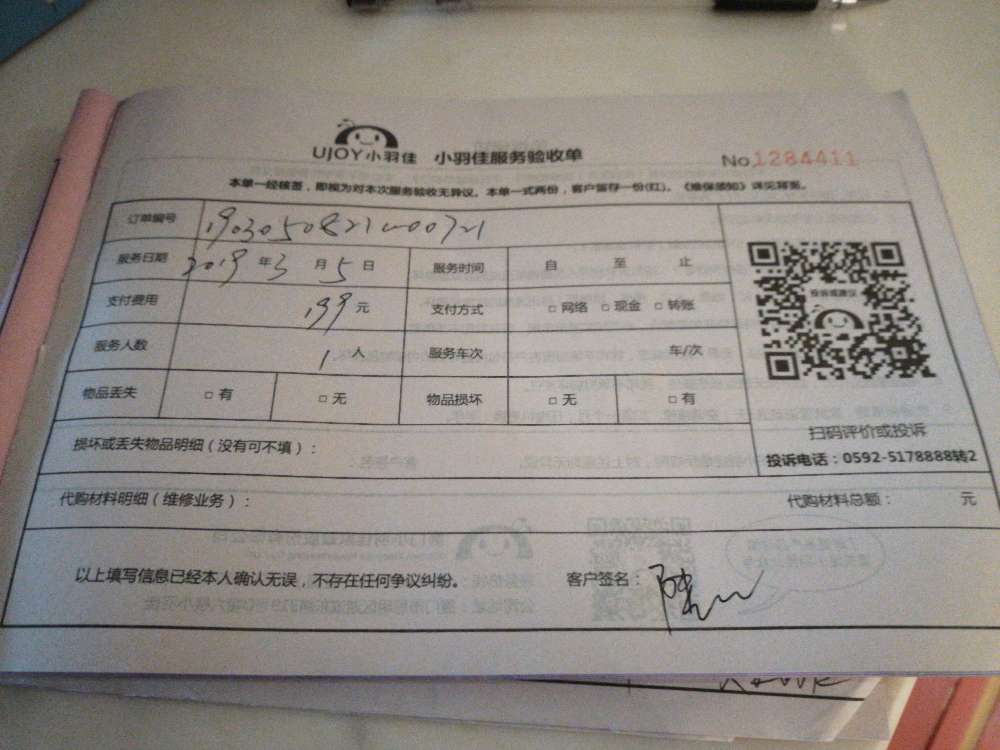 UJOY小羽佳 小羽佳服务验收单 No.1284411
本单一经核签，即视为对本次服务验收无异议。本单一式两份，客户留存一份(红)。《维保须知》详见背面。
订单编号
服务日期 2019 年 3 月 5 日 服务时间 自 至 止
支付费用 199 元 支付方式 □ 网络 □ 现金 □ 转账
服务人数 1 人 服务车次 车/次
物品丢失 □ 有 □ 无 物品损坏 □ 无 □ 有
投诉或建议
扫码评价或投诉
投诉电话：0592-5178888转2
损坏或丢失物品明细（没有可不填）：
代购材料明细（维修业务）： 代购材料总额： 元
以上填写信息已经本人确认无误，不存在任何争议纠纷。 客户签名：